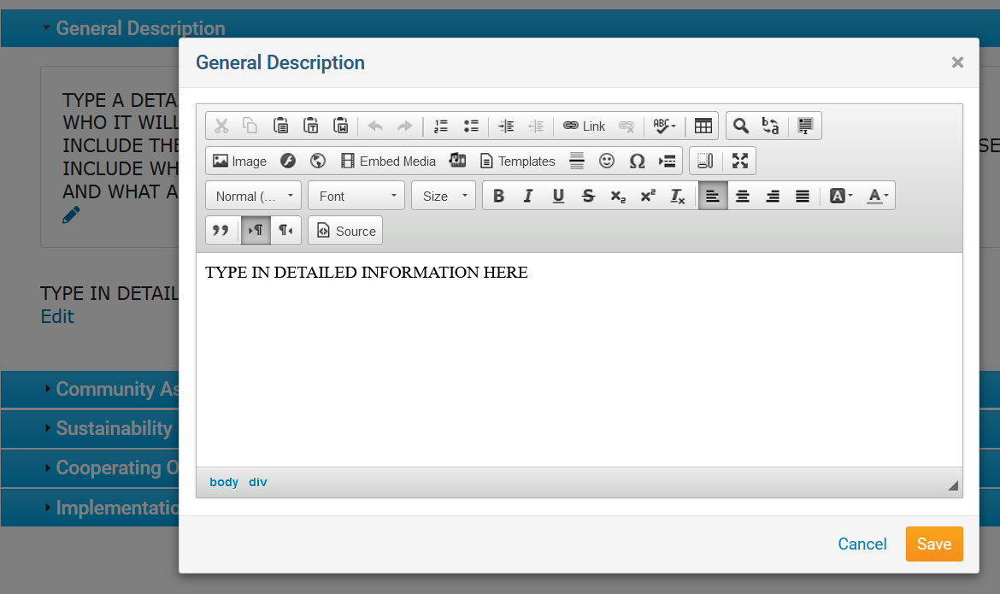 General Description
General Description
TYPE A DETA
WHO IT WILL
INCLUDE THE
INCLUDE WH
AND WHAT A
SE
TYPE IN DETAIL
Edit
Community As
Sustainability
Cooperating O
Implementatio
ABC Link
Image Embed Media Templates
Normal (... Font Size B I U S x₂ x² Tx A A
Source
TYPE IN DETAILED INFORMATION HERE
body div
Cancel Save